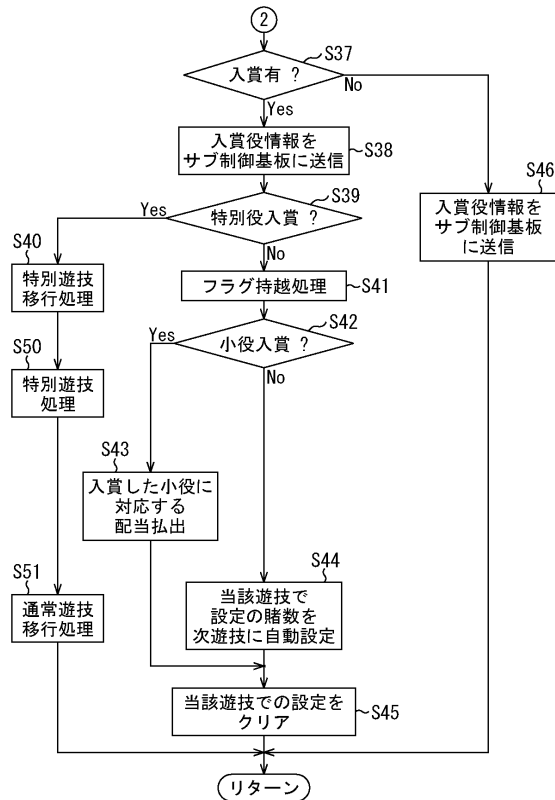 2
S37
入賞有 ?
No
Yes
入賞役情報を
サブ制御基板に送信
S38
S46
入賞役情報を
サブ制御基板
に送信
S39
特別役入賞 ?
Yes
No
S40
特別遊技
移行処理
フラグ持越処理
S41
S42
小役入賞 ?
Yes
No
S50
特別遊技
処理
S43
入賞した小役に
対応する
配当払出
S44
当該遊技で
設定の賭数を
次遊技に自動設定
S51
通常遊技
移行処理
当該遊技での設定を
クリア
S45
リターン